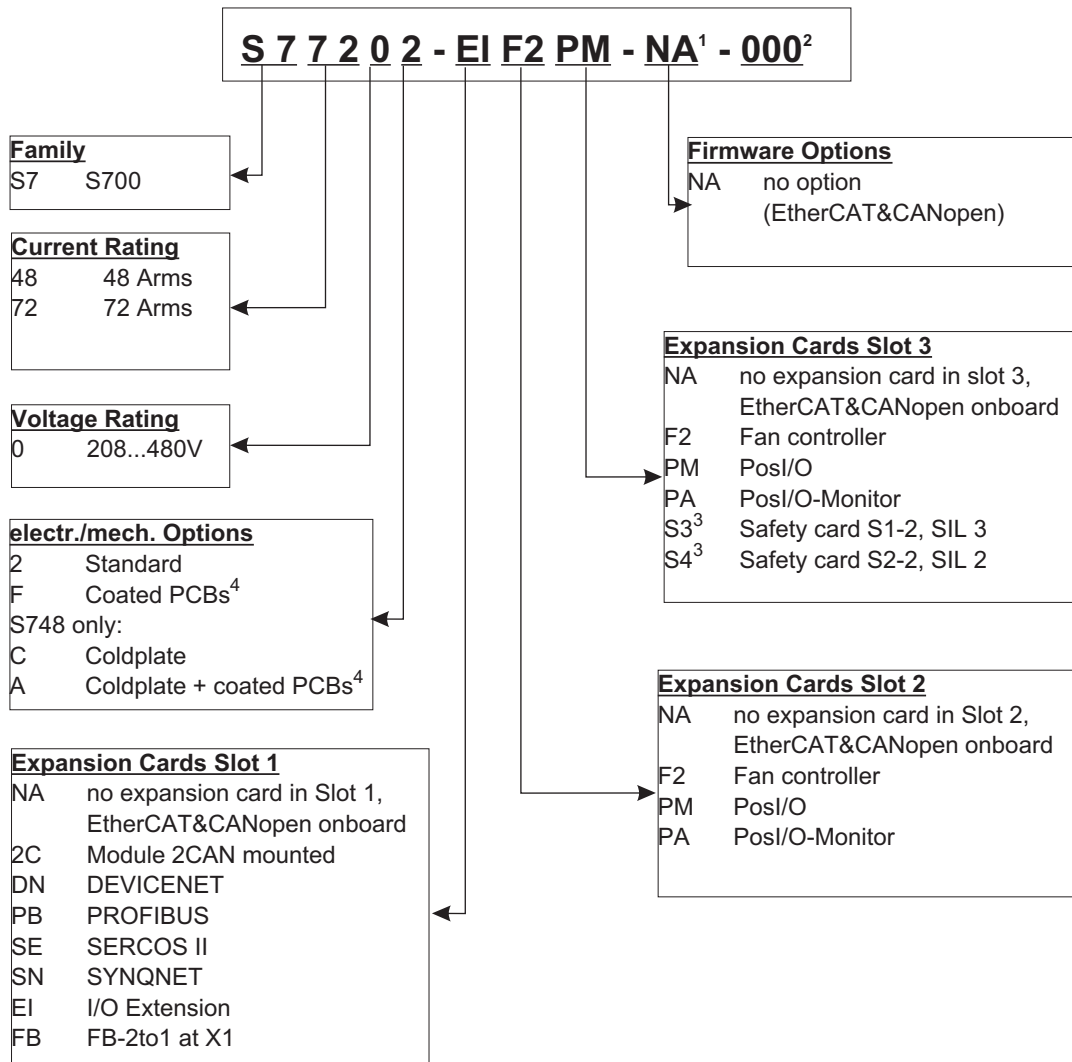 S 7 7 2 0 2 - EI F2 PM - NA¹ - 000²
Family
S7 S700
Current Rating
48 48 Arms
72 72 Arms
Voltage Rating
0 208...480V
electr./mech. Options
2 Standard
F Coated PCBs⁴
S748 only:
C Coldplate
A Coldplate + coated PCBs⁴
Expansion Cards Slot 1
NA no expansion card in Slot 1,
EtherCAT&CANopen onboard
2C Module 2CAN mounted
DN DEVICENET
PB PROFIBUS
SE SERCOS II
SN SYNQNET
EI I/O Extension
FB FB-2to1 at X1
Firmware Options
NA no option
(EtherCAT&CANopen)
Expansion Cards Slot 3
NA no expansion card in slot 3,
EtherCAT&CANopen onboard
F2 Fan controller
PM PosI/O
PA PosI/O-Monitor
S3³ Safety card S1-2, SIL 3
S4³ Safety card S2-2, SIL 2
Expansion Cards Slot 2
NA no expansion card in Slot 2,
EtherCAT&CANopen onboard
F2 Fan controller
PM PosI/O
PA PosI/O-Monitor